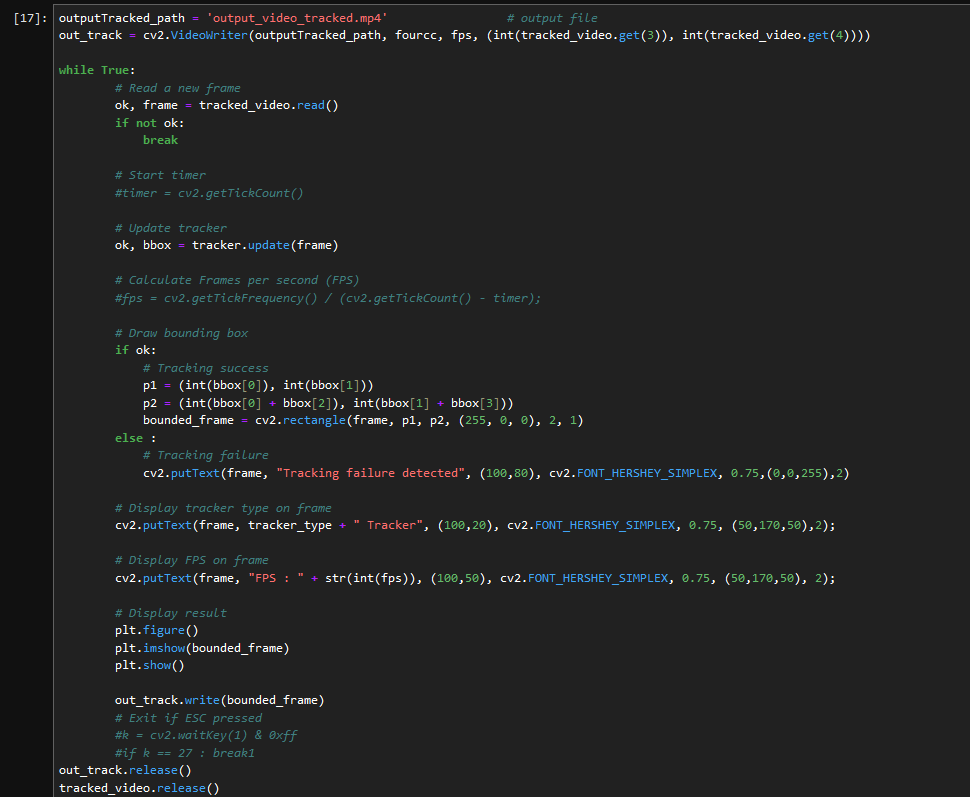 [17]: outputTracked_path = 'output_video_tracked.mp4'                 # output file
out_track = cv2.VideoWriter(outputTracked_path, fourcc, fps, (int(tracked_video.get(3)), int(tracked_video.get(4))))
while True:
        # Read a new frame
        ok, frame = tracked_video.read()
        if not ok:
            break
        # Start timer
        #timer = cv2.getTickCount()
        # Update tracker
        ok, bbox = tracker.update(frame)
        # Calculate Frames per second (FPS)
        #fps = cv2.getTickFrequency() / (cv2.getTickCount() - timer);
        # Draw bounding box
        if ok:
            # Tracking success
            p1 = (int(bbox[0]), int(bbox[1]))
            p2 = (int(bbox[0] + bbox[2]), int(bbox[1] + bbox[3]))
            bounded_frame = cv2.rectangle(frame, p1, p2, (255, 0, 0), 2, 1)
        else :
            # Tracking failure
            cv2.putText(frame, "Tracking failure detected", (100,80), cv2.FONT_HERSHEY_SIMPLEX, 0.75,(0,0,255),2)
        # Display tracker type on frame
        cv2.putText(frame, tracker_type + " Tracker", (100,20), cv2.FONT_HERSHEY_SIMPLEX, 0.75, (50,170,50),2);
        # Display FPS on frame
        cv2.putText(frame, "FPS : " + str(int(fps)), (100,50), cv2.FONT_HERSHEY_SIMPLEX, 0.75, (50,170,50), 2);
        # Display result
        plt.figure()
        plt.imshow(bounded_frame)
        plt.show()
        out_track.write(bounded_frame)
        # Exit if ESC pressed
        #k = cv2.waitKey(1) & 0xff
        #if k == 27 : break1
out_track.release()
tracked_video.release()